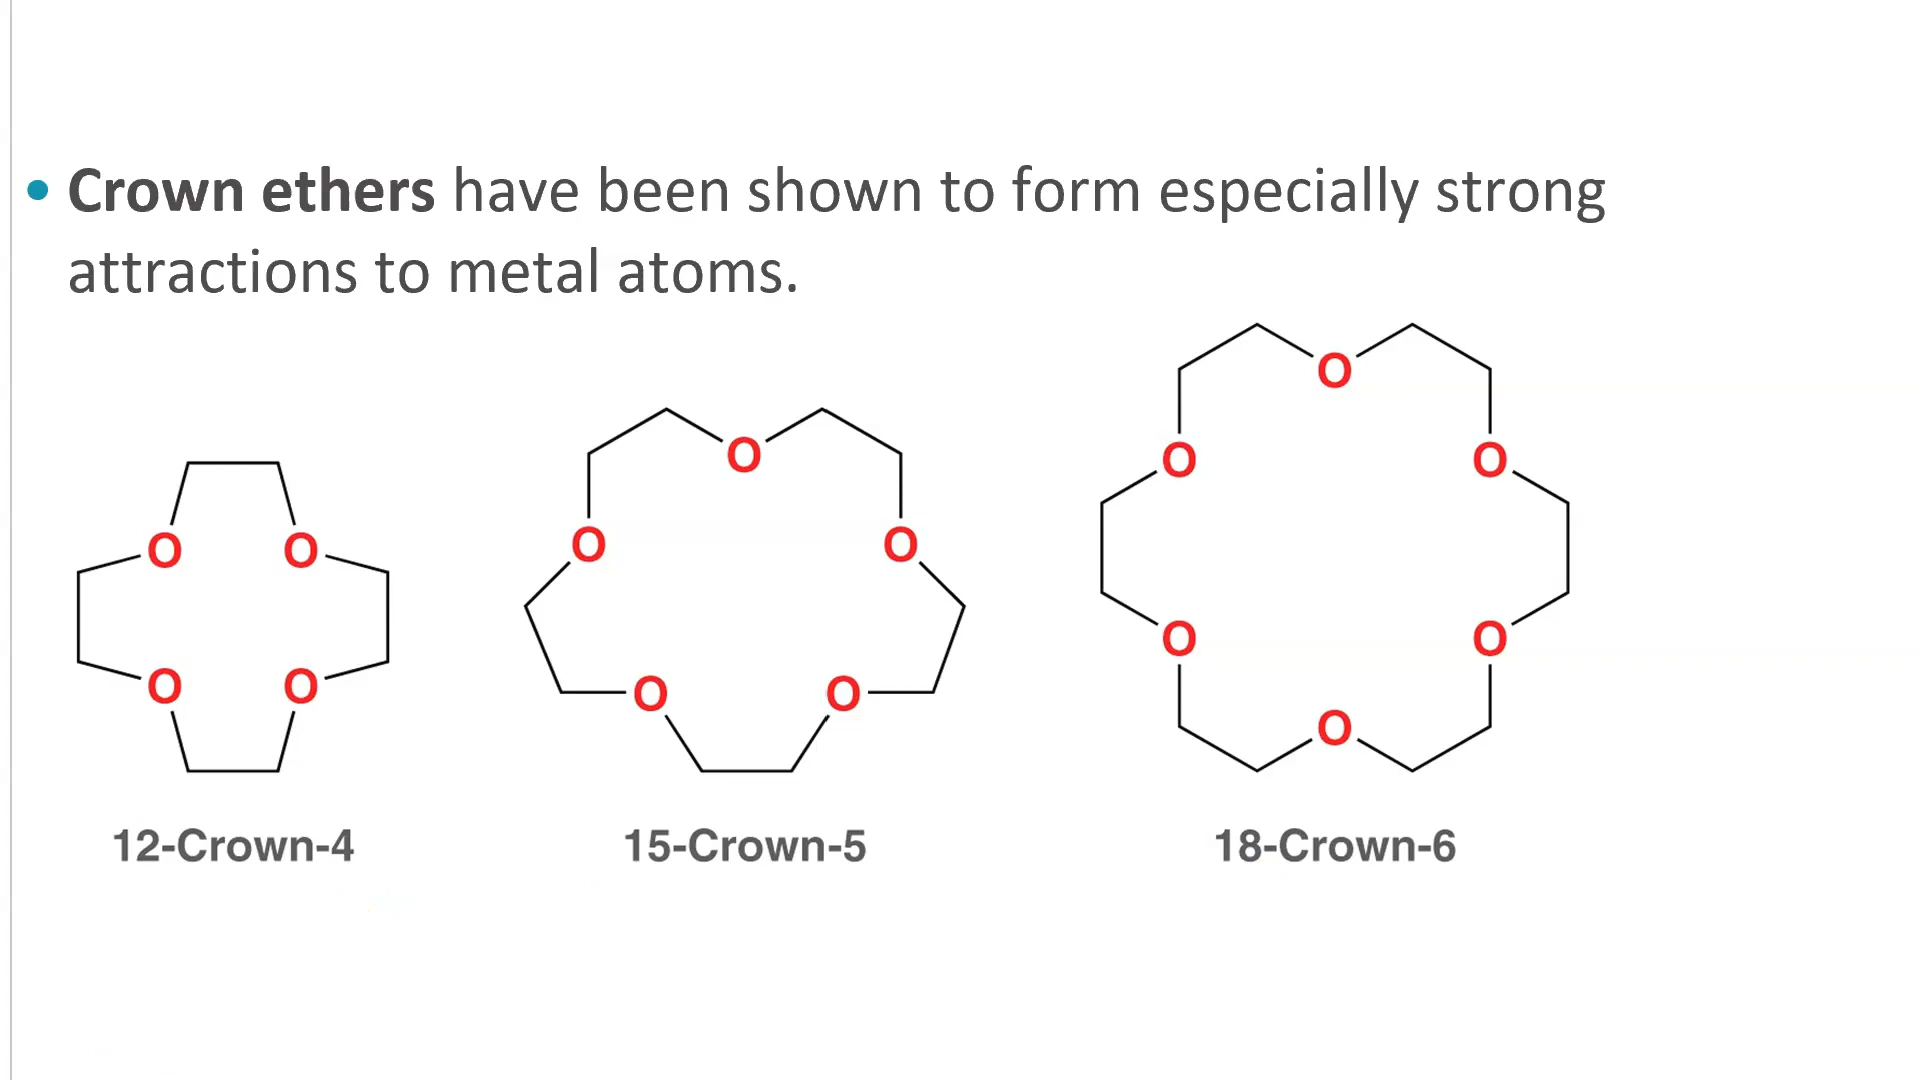 • Crown ethers have been shown to form especially strong
attractions to metal atoms.
O O O O
O O O O O
O O O O O O
12-Crown-4 15-Crown-5 18-Crown-6